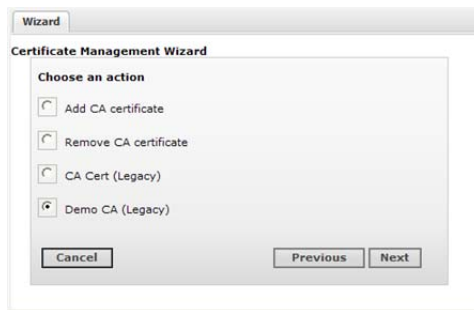 Wizard
Certificate Management Wizard
Choose an action
Add CA certificate
Remove CA certificate
CA Cert (Legacy)
Demo CA (Legacy)
Cancel Previous Next